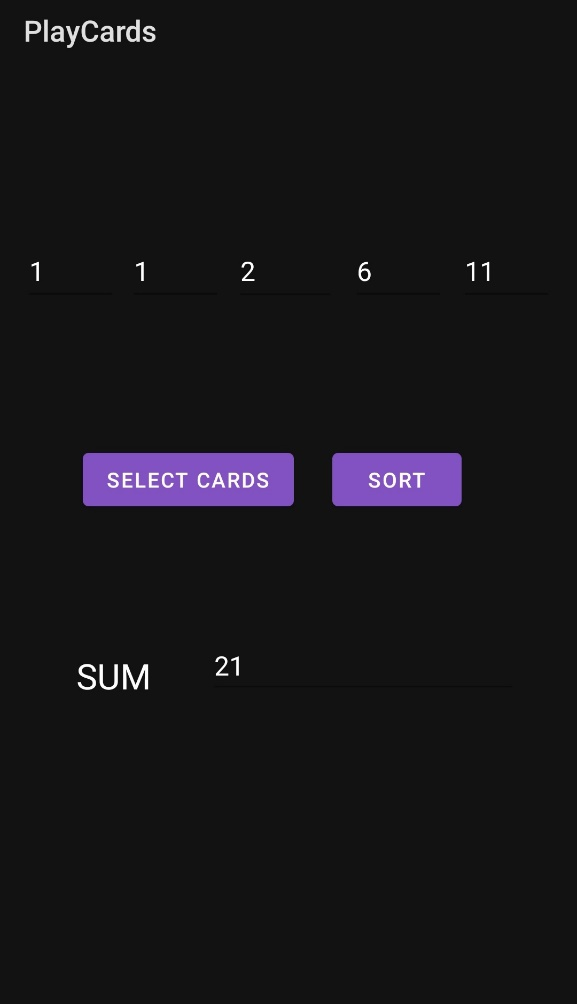 PlayCards
1 1 2 6 11
SELECT CARDS SORT
SUM 21